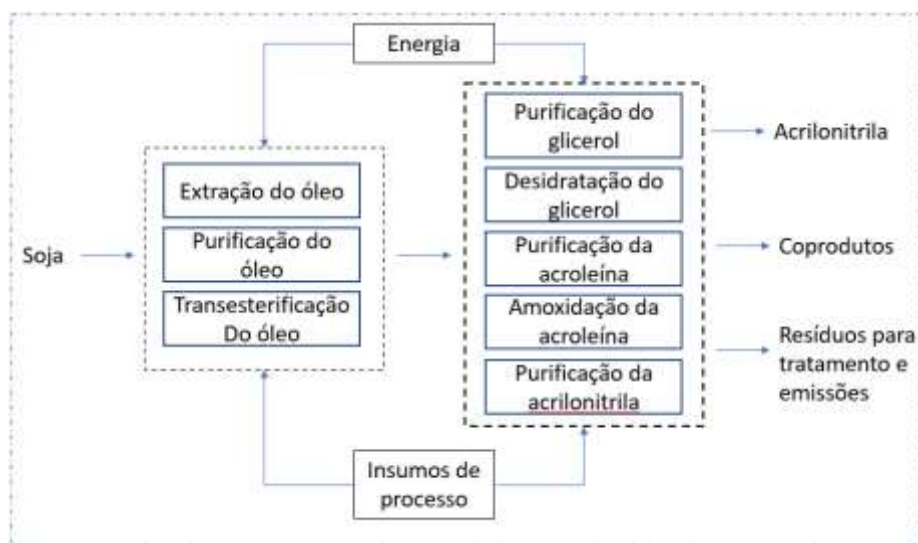 Energia
Soja
Extração do óleo
Purificação do
óleo
Transesterificação
Do óleo
Purificação do
glicerol
Desidratação do
glicerol
Purificação da
acroleína
Amoxidação da
acroleína
Purificação da
acrilonitrila
Acrilonitrila
Coprodutos
Resíduos para
tratamento e
emissões
Insumos de
processo